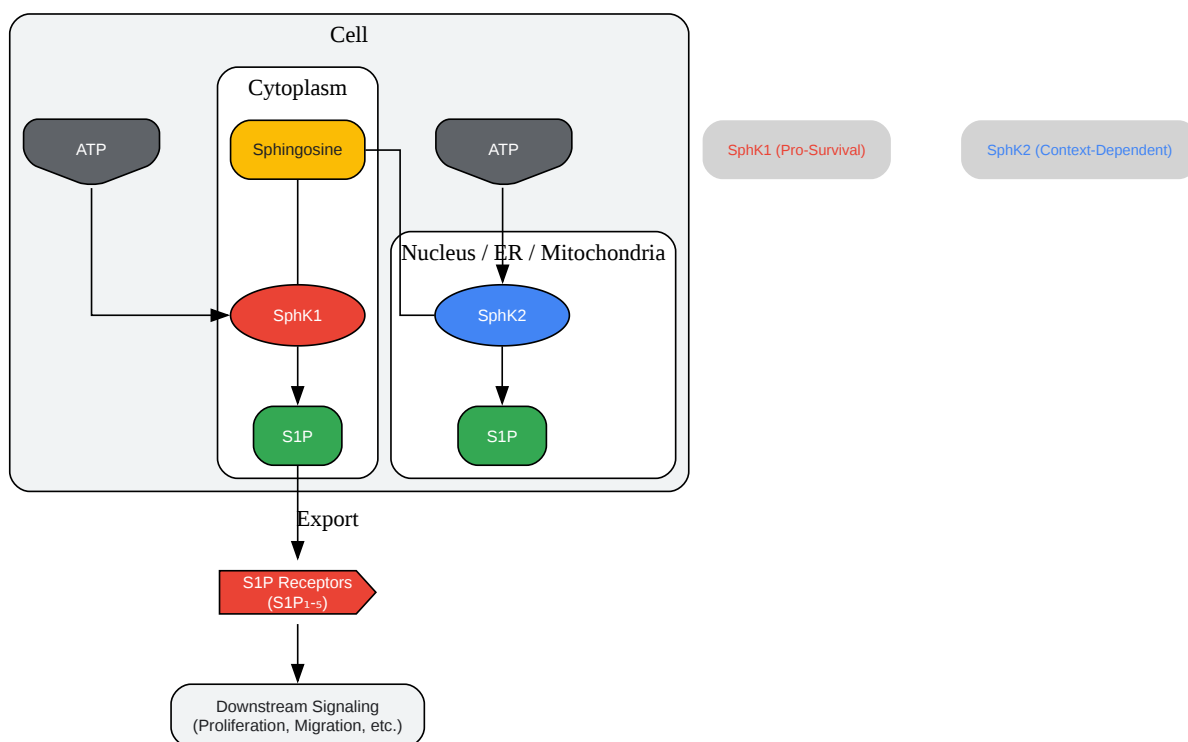 Cell
Cytoplasm
ATP
Sphingosine
ATP
SphK1 (Pro-Survival)
SphK2 (Context-Dependent)
Nucleus / ER / Mitochondria
SphK1
SphK2
S1P
S1P
Export
S1P Receptors
(S1P₁-₅)
Downstream Signaling
(Proliferation, Migration, etc.)